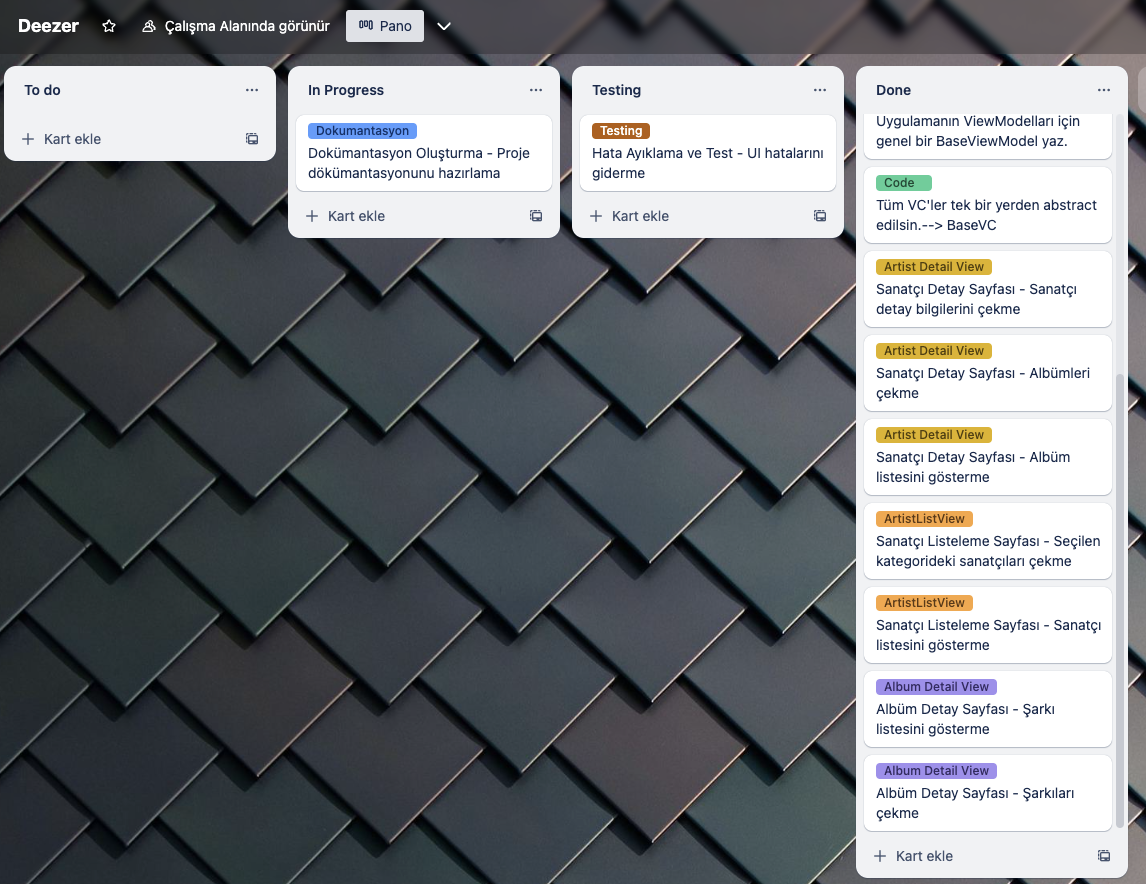 Deezer
Çalışma Alanında görünür
Pano
To do
Kart ekle
In Progress
Dokumantasyon
Dokümantasyon Oluşturma - Proje
dökümantasyonunu hazırlama
Kart ekle
Testing
Testing
Hata Ayıklama ve Test - UI hatalarını
giderme
Kart ekle
Done
Uygulamanın ViewModelları için
genel bir BaseViewModel yaz.
Code
Tüm VC'ler tek bir yerden abstract
edilsin.--> BaseVC
Artist Detail View
Sanatçı Detay Sayfası - Sanatçı
detay bilgilerini çekme
Artist Detail View
Sanatçı Detay Sayfası - Albümleri
çekme
Artist Detail View
Sanatçı Detay Sayfası - Albüm
listesini gösterme
ArtistListView
Sanatçı Listeleme Sayfası - Seçilen
kategorideki sanatçıları çekme
ArtistListView
Sanatçı Listeleme Sayfası - Sanatçı
listesini gösterme
Album Detail View
Albüm Detay Sayfası - Şarkı
listesini gösterme
Album Detail View
Albüm Detay Sayfası - Şarkıları
çekme
Kart ekle